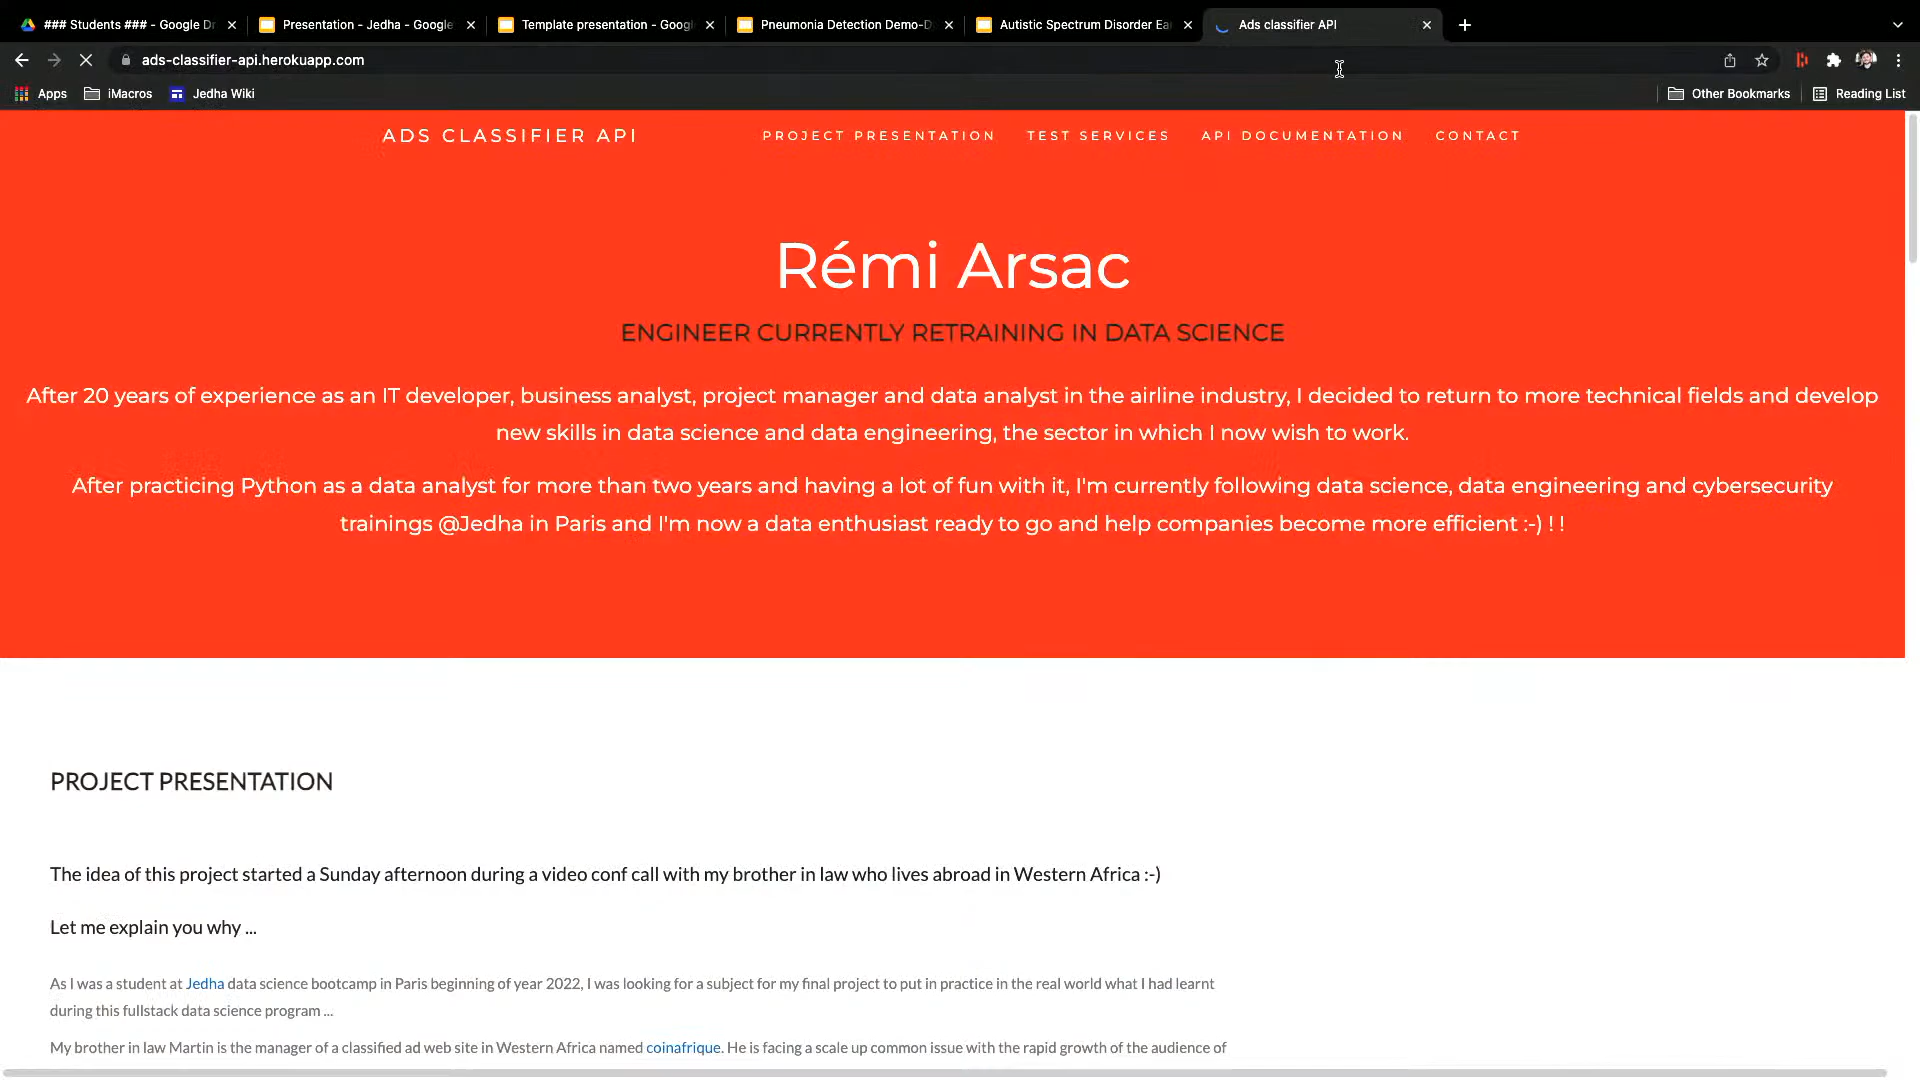 ### Students ### - Google Dr
Presentation - Jedha - Google
Template presentation - Googl
Pneumonia Detection Demo-D
Autistic Spectrum Disorder Ear
Ads classifier API
ads-classifier-api.herokuapp.com
Apps
iMacros
Jedha Wiki
Other Bookmarks
Reading List
ADS CLASSIFIER API
PROJECT PRESENTATION
TEST SERVICES
API DOCUMENTATION
CONTACT
Rémi Arsac
ENGINEER CURRENTLY RETRAINING IN DATA SCIENCE
After 20 years of experience as an IT developer, business analyst, project manager and data analyst in the airline industry, I decided to return to more technical fields and develop
new skills in data science and data engineering, the sector in which I now wish to work.
After practicing Python as a data analyst for more than two years and having a lot of fun with it, I'm currently following data science, data engineering and cybersecurity
trainings @Jedha in Paris and I'm now a data enthusiast ready to go and help companies become more efficient :-) ! !
PROJECT PRESENTATION
The idea of this project started a Sunday afternoon during a video conf call with my brother in law who lives abroad in Western Africa :-)
Let me explain you why ...
As I was a student at Jedha data science bootcamp in Paris beginning of year 2022, I was looking for a subject for my final project to put in practice in the real world what I had learnt
during this fullstack data science program ...
My brother in law Martin is the manager of a classified ad web site in Western Africa named coinafrique. He is facing a scale up common issue with the rapid growth of the audience of